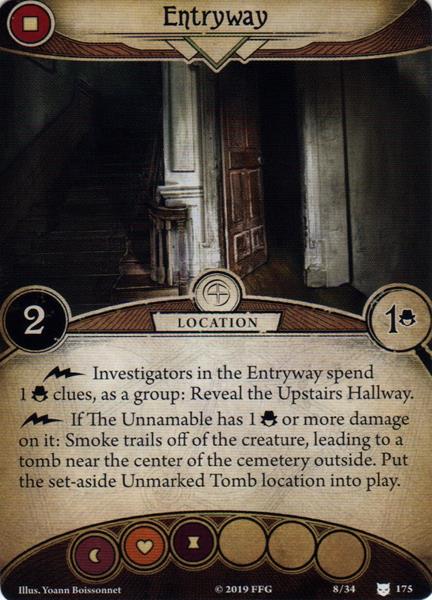 Entryway
2
1
LOCATION
Investigators in the Entryway spend
1 clues, as a group: Reveal the Upstairs Hallway.
If The Unnamable has 1 or more damage
on it: Smoke trails off of the creature, leading to a
tomb near the center of the cemetery outside. Put
the set-aside Unmarked Tomb location into play.
Illus. Yoann Boissonnet © 2019 FFG 8/34 175